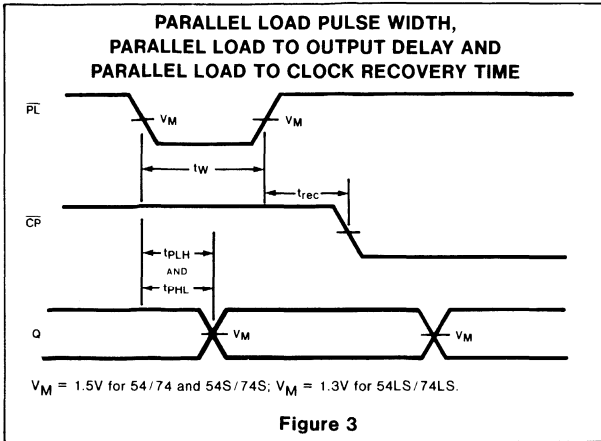 PARALLEL LOAD PULSE WIDTH,
PARALLEL LOAD TO OUTPUT DELAY AND
PARALLEL LOAD TO CLOCK RECOVERY TIME
P̅L̅
VM
VM
tW
trec
C̅P̅
tPLH
AND
tPHL
Q
VM
VM
VM = 1.5V for 54/74 and 54S/74S; VM = 1.3V for 54LS/74LS.
Figure 3